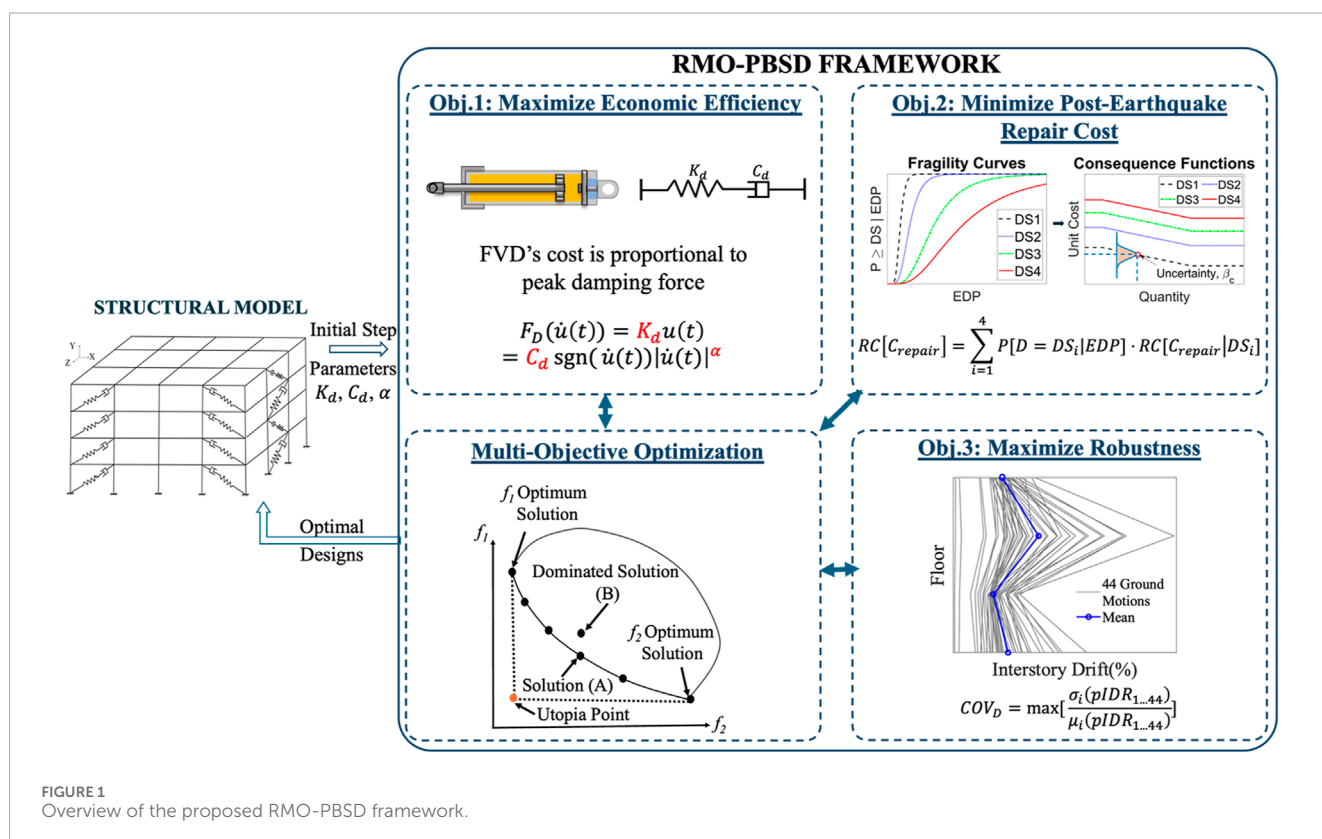 RMO-PBSD FRAMEWORK
Obj.1: Maximize Economic Efficiency
K_d
C_d
FVD's cost is proportional to
peak damping force
F_D(u̇(t)) = K_d u(t)
= C_d sgn( u̇(t))|u̇(t)|^α
Obj.2: Minimize Post-Earthquake
Repair Cost
Fragility Curves
P ≥ DS | EDP
DS1
DS2
DS3
DS4
EDP
Consequence Functions
DS1
DS2
DS3
DS4
Unit Cost
Uncertainty, β_c
Quantity
RC[C_repair] = ∑_{i=1}^{4} P[D = DS_i|EDP] · RC[C_repair|DS_i]
STRUCTURAL MODEL
Y
Z
X
Initial Step
Parameters
K_d, C_d, α
Optimal
Designs
Multi-Objective Optimization
f_1 Optimum
Solution
f_1
Dominated Solution
(B)
f_2 Optimum
Solution
Solution (A)
Utopia Point
f_2
Obj.3: Maximize Robustness
Floor
44 Ground
Motions
Mean
Interstory Drift(%)
COV_D = max[σ_i(pIDR_1…44)/μ_i(pIDR_1…44)]
FIGURE 1
Overview of the proposed RMO-PBSD framework.